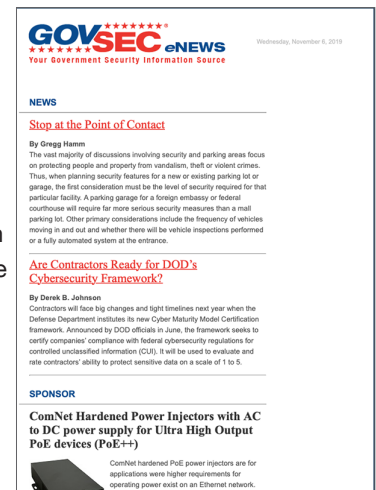 GOVSEC eNEWS
Your Government Security Information Source
Wednesday, November 6, 2019
NEWS
Stop at the Point of Contact
By Gregg Hamm
The vast majority of discussions involving security and parking areas focus
on protecting people and property from vandalism, theft or violent crimes.
Thus, when planning security features for a new or existing parking lot or
garage, the first consideration must be the level of security required for that
particular facility. A parking garage for a foreign embassy or federal
courthouse will require far more serious security measures than a mall
parking lot. Other primary considerations include the frequency of vehicles
moving in and out and whether there will be vehicle inspections performed
or a fully automated system at the entrance.
Are Contractors Ready for DOD's
Cybersecurity Framework?
By Derek B. Johnson
Contractors will face big changes and tight timelines next year when the
Defense Department institutes its new Cyber Maturity Model Certification
framework. Announced by DOD officials in June, the framework seeks to
certify companies' compliance with federal cybersecurity regulations for
controlled unclassified information (CUI). It will be used to evaluate and
rate contractors' ability to protect sensitive data on a scale of 1 to 5.
SPONSOR
ComNet Hardened Power Injectors with AC
to DC power supply for Ultra High Output
PoE devices (PoE++)
ComNet hardened PoE power injectors are for
applications were higher requirements for
operating power exist on an Ethernet network.